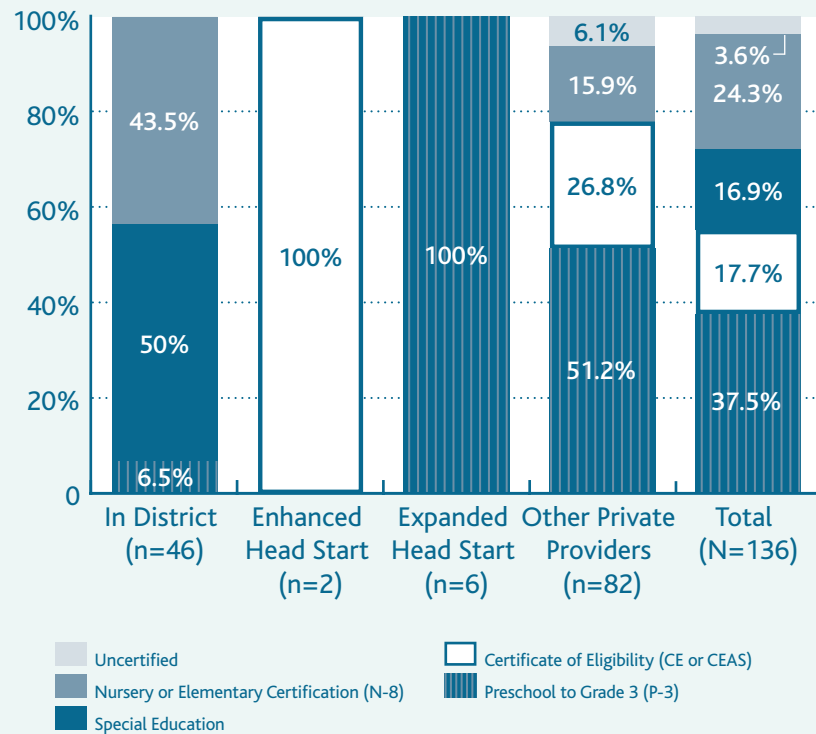 100%
80%
60%
40%
20%
0
43.5%
50%
6.5%
100%
100%
6.1%
15.9%
26.8%
51.2%
3.6%
24.3%
16.9%
17.7%
37.5%
In District
(n=46)
Enhanced
Head Start
(n=2)
Expanded
Head Start
(n=6)
Other Private
Providers
(n=82)
Total
(N=136)
Uncertified
Nursery or Elementary Certification (N-8)
Special Education
Certificate of Eligibility (CE or CEAS)
Preschool to Grade 3 (P-3)